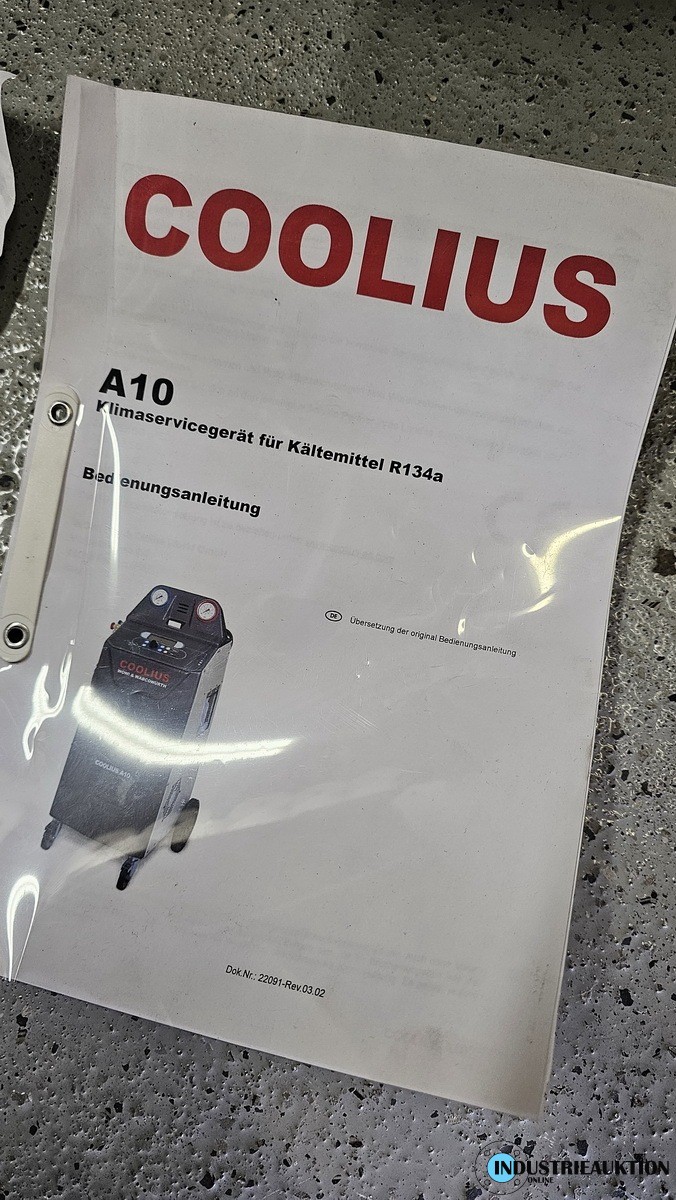 COOLIUS
A10
Klimaservicegerät für Kältemittel R134a
Bedienungsanleitung
DE Übersetzung der original Bedienungsanleitung
COOLIUS
COOLIUS A10
Dok.Nr.: 22091-Rev.03.02
INDUSTRIEAUKTION
ONLINE